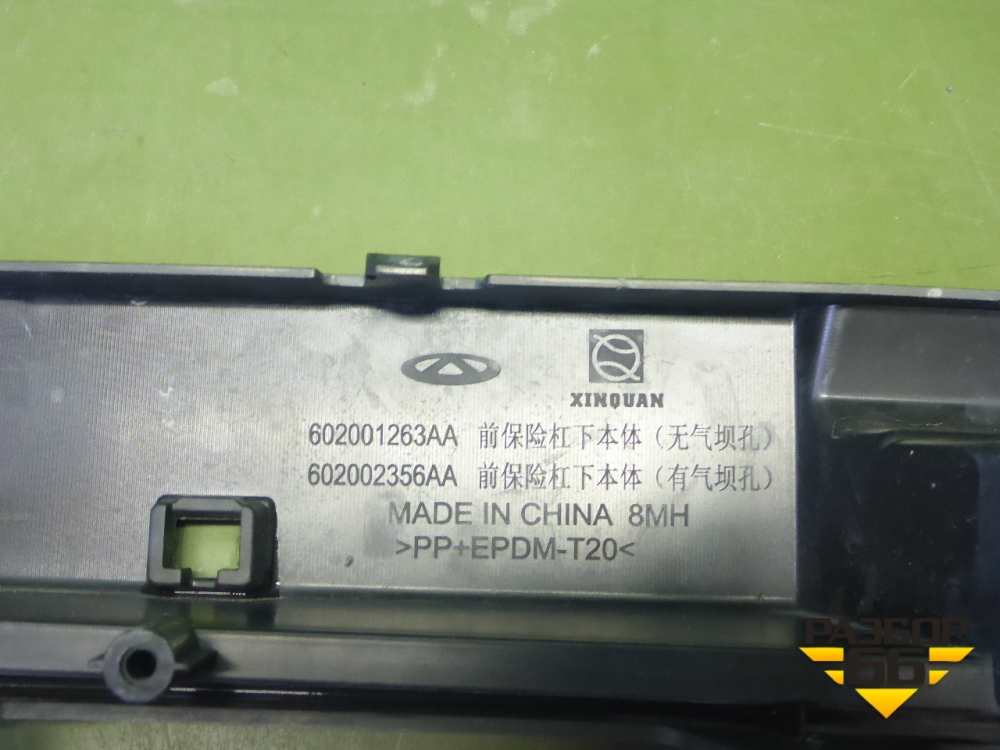 XINQUAN
602001263AA 前保险杠下本体（无气坝孔）
602002356AA 前保险杠下本体（有气坝孔）
MADE IN CHINA 8MH
>PP+EPDM-T20<
РАЗБОР
66